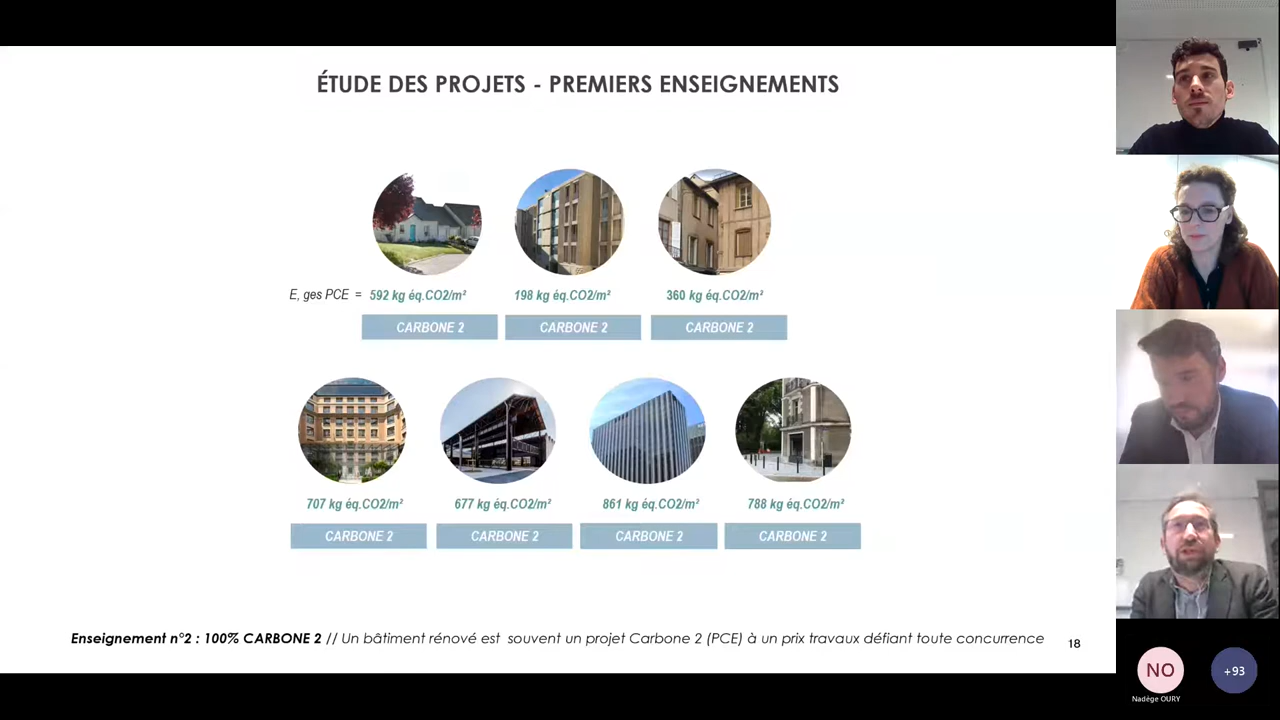 ÉTUDE DES PROJETS - PREMIERS ENSEIGNEMENTS
E, ges PCE = 592 kg éq.CO2/m² 198 kg éq.CO2/m² 360 kg éq.CO2/m²
CARBONE 2 CARBONE 2 CARBONE 2
707 kg éq.CO2/m² 677 kg éq.CO2/m² 861 kg éq.CO2/m² 788 kg éq.CO2/m²
CARBONE 2 CARBONE 2 CARBONE 2 CARBONE 2
Enseignement n°2 : 100% CARBONE 2 // Un bâtiment rénové est souvent un projet Carbone 2 (PCE) à un prix travaux défiant toute concurrence
18
NO
+93
Nadège OURY